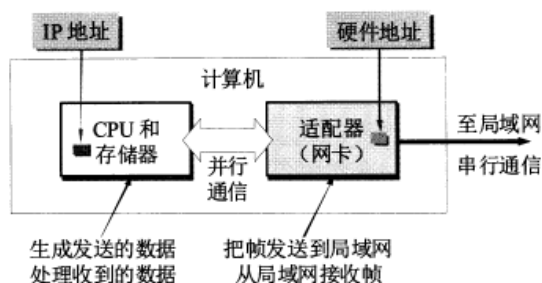 IP 地址
硬件地址
计算机
CPU 和
存储器
并行
通信
适配器
（网卡）
至局域网
串行通信
生成发送的数据
处理收到的数据
把帧发送到局域网
从局域网接收帧